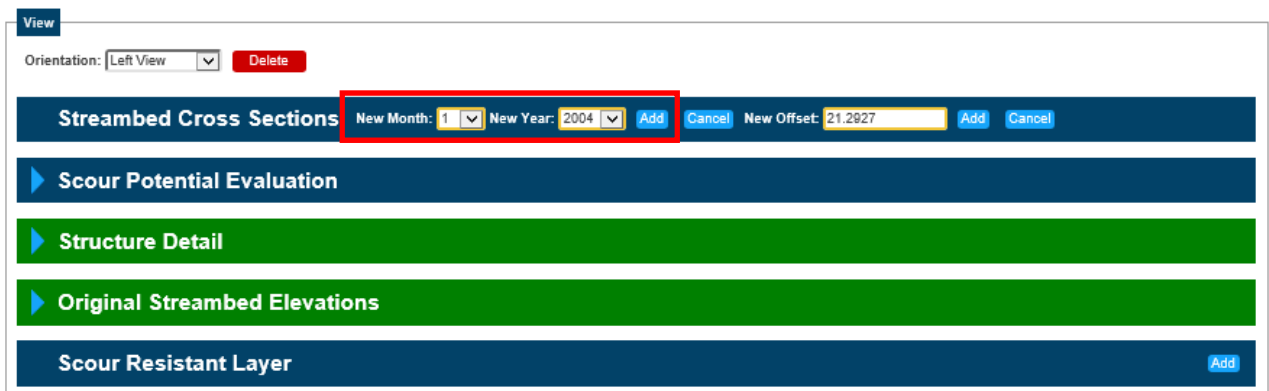 View
Orientation: Left View Delete
Streambed Cross Sections New Month: 1 New Year: 2004 Add Cancel New Offset: 21.2927 Add Cancel
Scour Potential Evaluation
Structure Detail
Original Streambed Elevations
Scour Resistant Layer Add